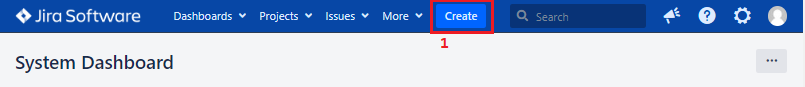 Jira Software Dashboards Projects Issues More Create Search
1
System Dashboard